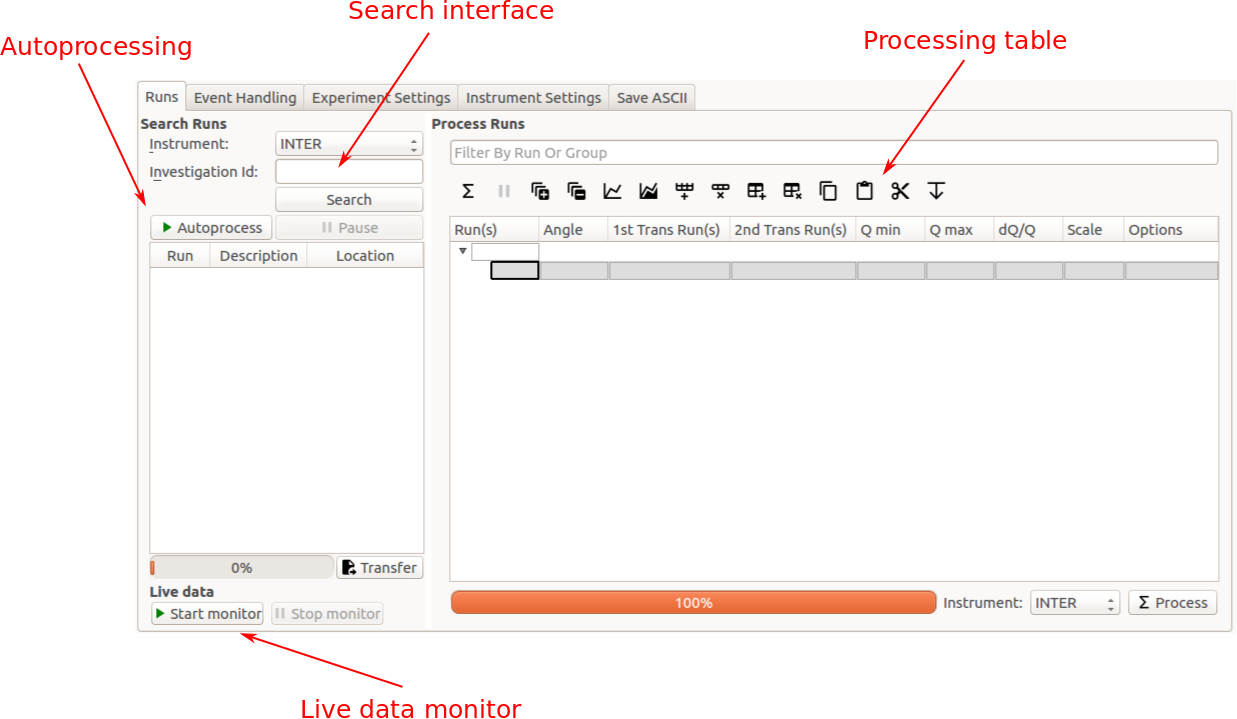 Search interface
Autoprocessing
Processing table
Runs Event Handling Experiment Settings Instrument Settings Save ASCII
Search Runs
Instrument: INTER
Investigation Id:
Search
Autoprocess Pause
Run Description Location
0% Transfer
Live data
Start monitor Stop monitor
Process Runs
Filter By Run Or Group
Σ
Run(s) Angle 1st Trans Run(s) 2nd Trans Run(s) Q min Q max dQ/Q Scale Options
100% Instrument: INTER Σ Process
Live data monitor